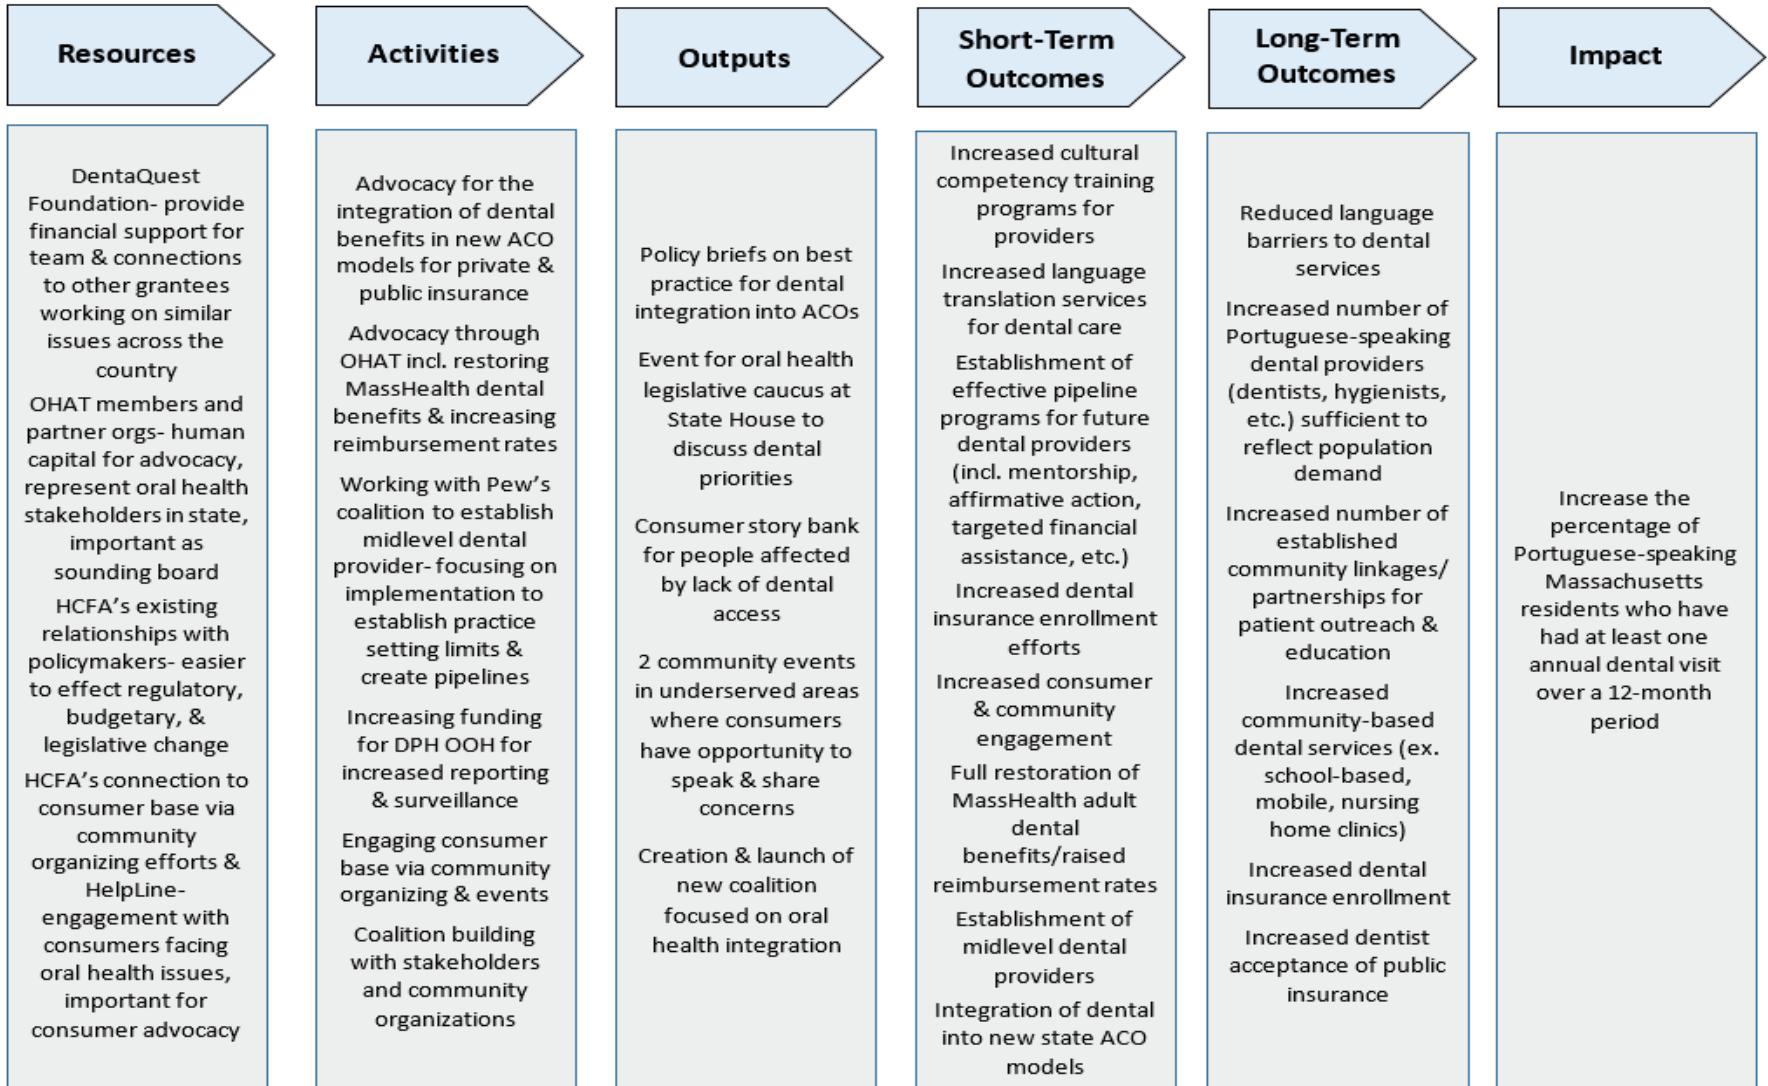 Resources
DentaQuest
Foundation- provide
financial support for
team & connections
to other grantees
working on similar
issues across the
country
OHAT members and
partner orgs- human
capital for advocacy,
represent oral health
stakeholders in state,
important as
sounding board
HCFA's existing
relationships with
policymakers- easier
to effect regulatory,
budgetary, &
legislative change
HCFA's connection to
consumer base via
community
organizing efforts &
HelpLine-
engagement with
consumers facing
oral health issues,
important for
consumer advocacy
Activities
Advocacy for the
integration of dental
benefits in new ACO
models for private &
public insurance
Advocacy through
OHAT incl. restoring
MassHealth dental
benefits & increasing
reimbursement rates
Working with Pew's
coalition to establish
midlevel dental
provider- focusing on
implementation to
establish practice
setting limits &
create pipelines
Increasing funding
for DPH OOH for
increased reporting
& surveillance
Engaging consumer
base via community
organizing & events
Coalition building
with stakeholders
and community
organizations
Outputs
Policy briefs on best
practice for dental
integration into ACOs
Event for oral health
legislative caucus at
State House to
discuss dental
priorities
Consumer story bank
for people affected
by lack of dental
access
2 community events
in underserved areas
where consumers
have opportunity to
speak & share
concerns
Creation & launch of
new coalition
focused on oral
health integration
Short-Term
Outcomes
Increased cultural
competency training
programs for
providers
Increased language
translation services
for dental care
Establishment of
effective pipeline
programs for future
dental providers
(incl. mentorship,
affirmative action,
targeted financial
assistance, etc.)
Increased dental
insurance enrollment
efforts
Increased consumer
& community
engagement
Full restoration of
MassHealth adult
dental
benefits/raised
reimbursement rates
Establishment of
midlevel dental
providers
Integration of dental
into new state ACO
models
Long-Term
Outcomes
Reduced language
barriers to dental
services
Increased number of
Portuguese-speaking
dental providers
(dentists, hygienists,
etc.) sufficient to
reflect population
demand
Increased number of
established
community linkages/
partnerships for
patient outreach &
education
Increased
community-based
dental services (ex.
school-based,
mobile, nursing
home clinics)
Increased dental
insurance enrollment
Increased dentist
acceptance of public
insurance
Impact
Increase the
percentage of
Portuguese-speaking
Massachusetts
residents who have
had at least one
annual dental visit
over a 12-month
period